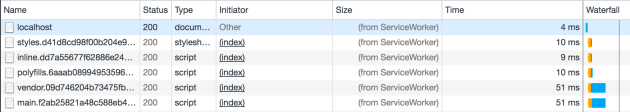 Name Status Type Initiator Size Time Waterfall
localhost 200 docum... Other (from ServiceWorker) 4 ms
styles.d41d8cd98f00b204e9... 200 stylesh... (index) (from ServiceWorker) 10 ms
inline.dd7a55677f62886e24... 200 script (index) (from ServiceWorker) 9 ms
polyfills.6aaab08994953596... 200 script (index) (from ServiceWorker) 10 ms
vendor.09d746204b73475fb... 200 script (index) (from ServiceWorker) 51 ms
main.f2ab25821a48c588eb4... 200 script (index) (from ServiceWorker) 51 ms